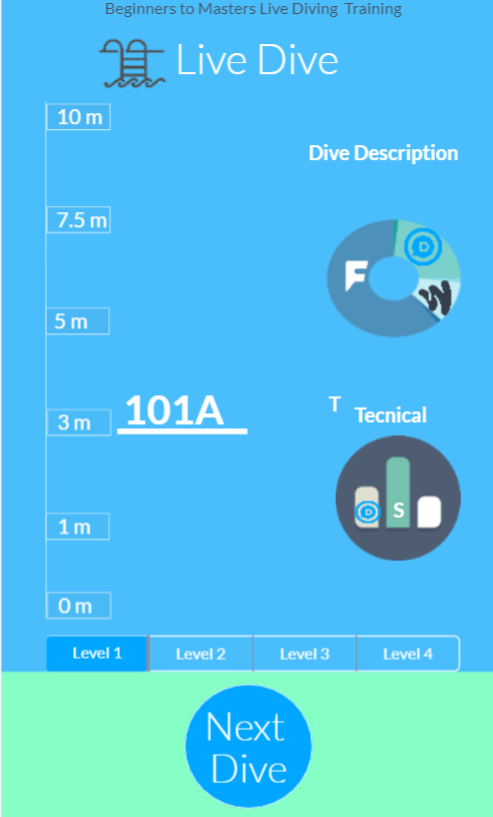 Beginners to Masters Live Diving Training
Live Dive
10 m
Dive Description
7.5 m
D
F
W
5 m
101A
3 m
T Tecnical
D S
1 m
0 m
Level 1 Level 2 Level 3 Level 4
Next
Dive